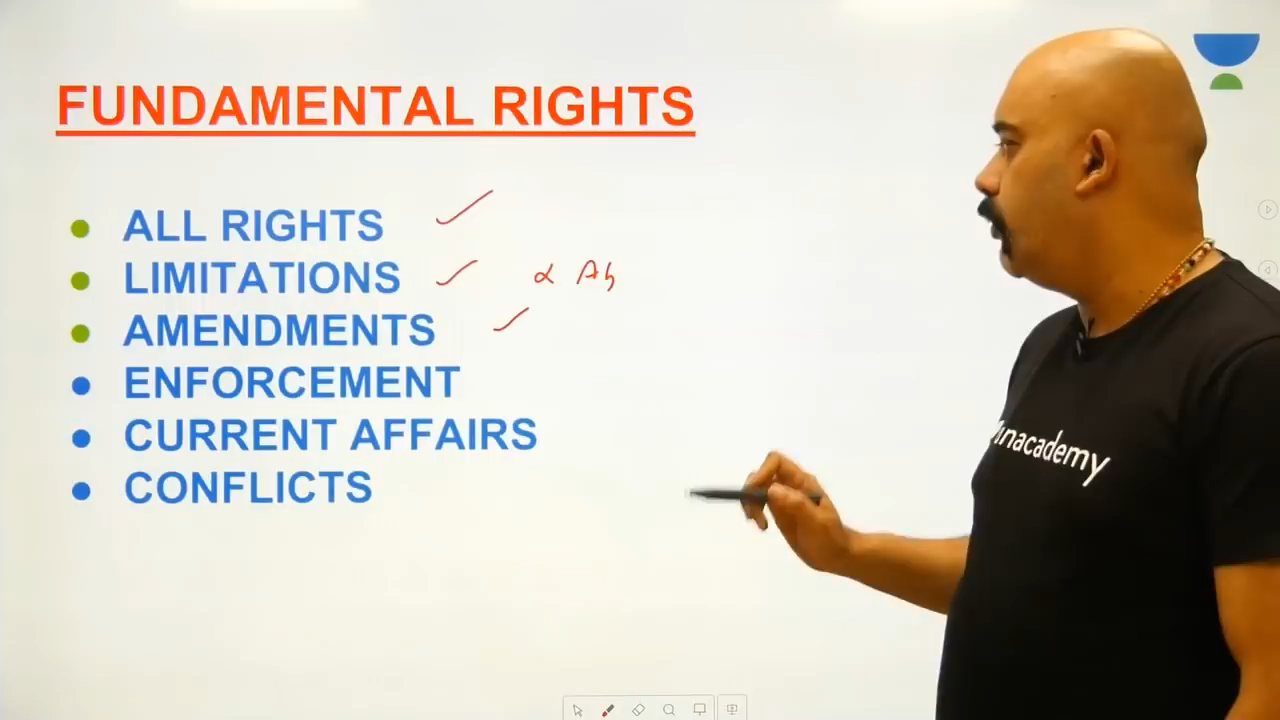 FUNDAMENTAL RIGHTS
ALL RIGHTS
LIMITATIONS
AMENDMENTS
ENFORCEMENT
CURRENT AFFAIRS
CONFLICTS
unacademy